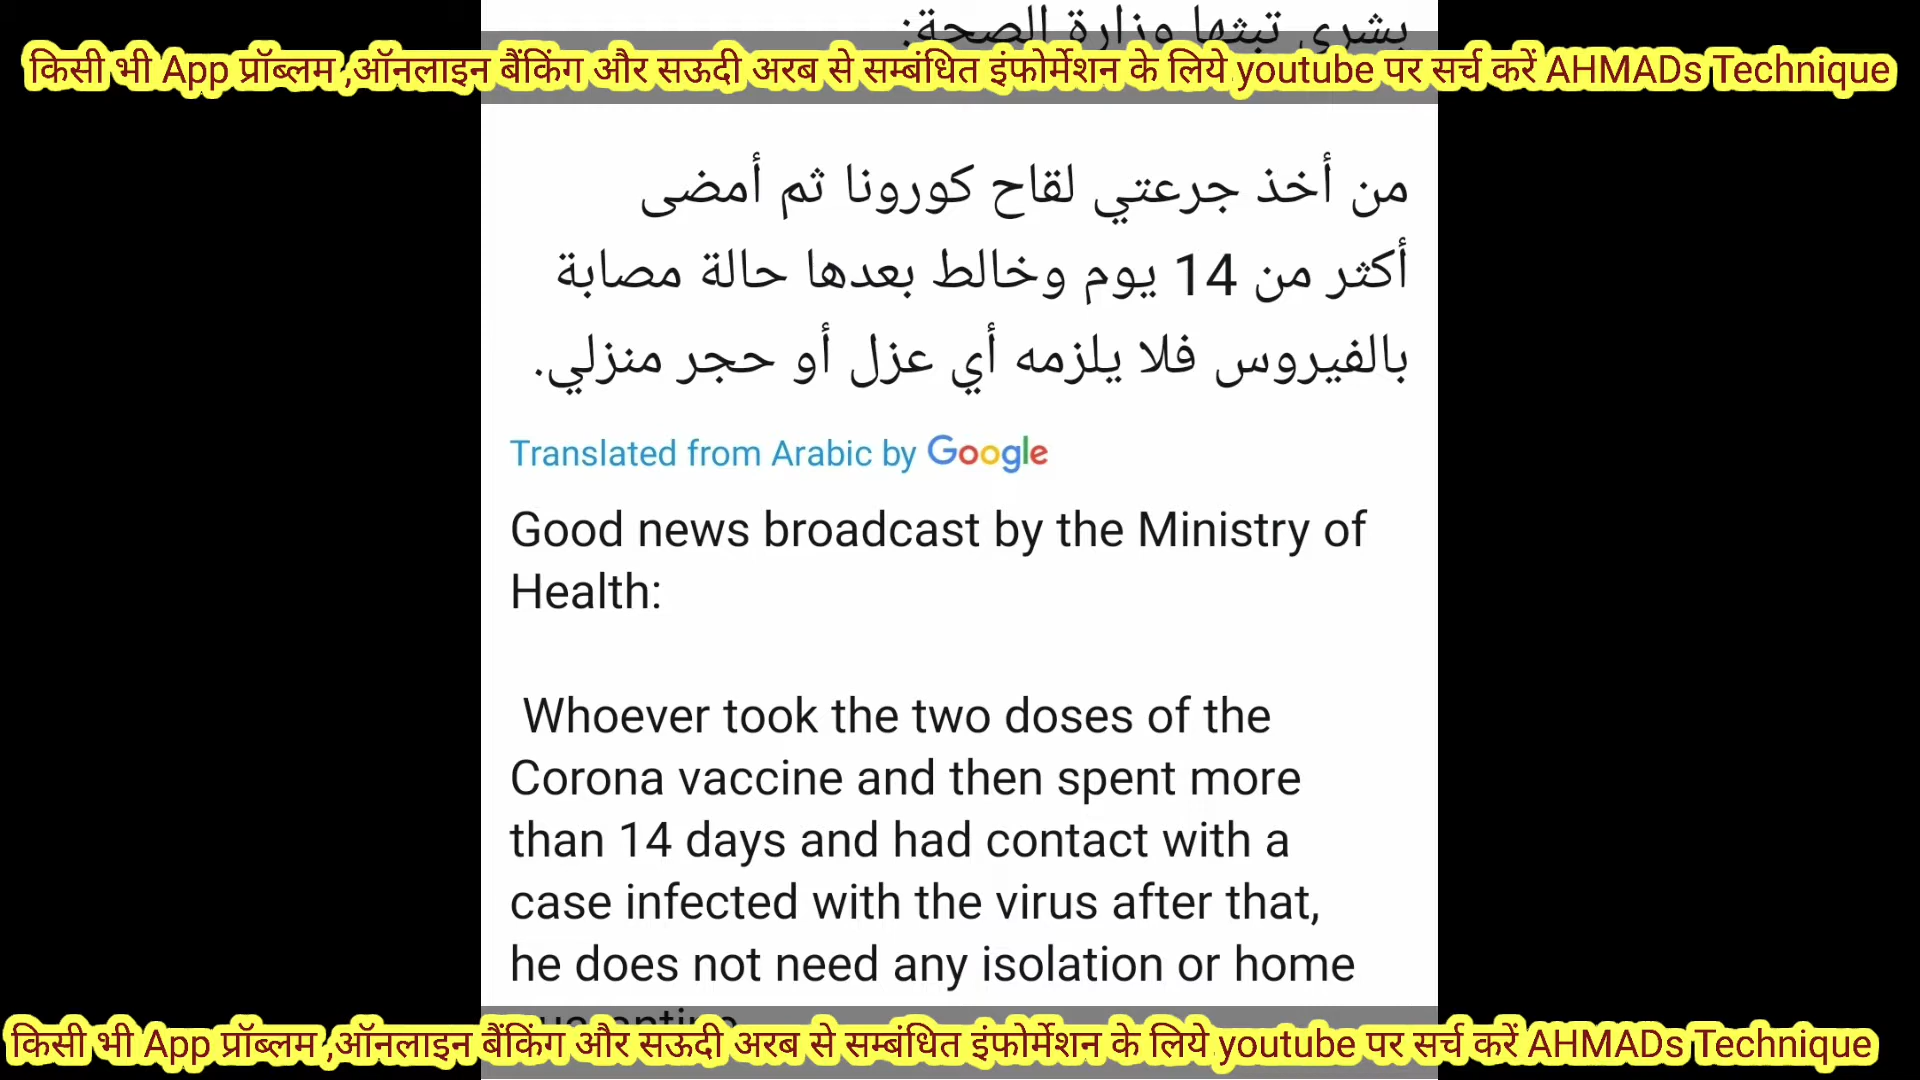 بشرى تبثها وزارة الصحة:
किसी भी App प्रॉब्लम ,ऑनलाइन बैंकिंग और सऊदी अरब से सम्बंधित इंफोर्मेशन के लिये youtube पर सर्च करें AHMADs Technique
من أخذ جرعتي لقاح كورونا ثم أمضى
أكثر من 14 يوم وخالط بعدها حالة مصابة
بالفيروس فلا يلزمه أي عزل أو حجر منزلي.
Translated from Arabic by Google
Good news broadcast by the Ministry of
Health:
Whoever took the two doses of the
Corona vaccine and then spent more
than 14 days and had contact with a
case infected with the virus after that,
he does not need any isolation or home
किसी भी App प्रॉब्लम ,ऑनलाइन बैंकिंग और सऊदी अरब से सम्बंधित इंफोर्मेशन के लिये youtube पर सर्च करें AHMADs Technique